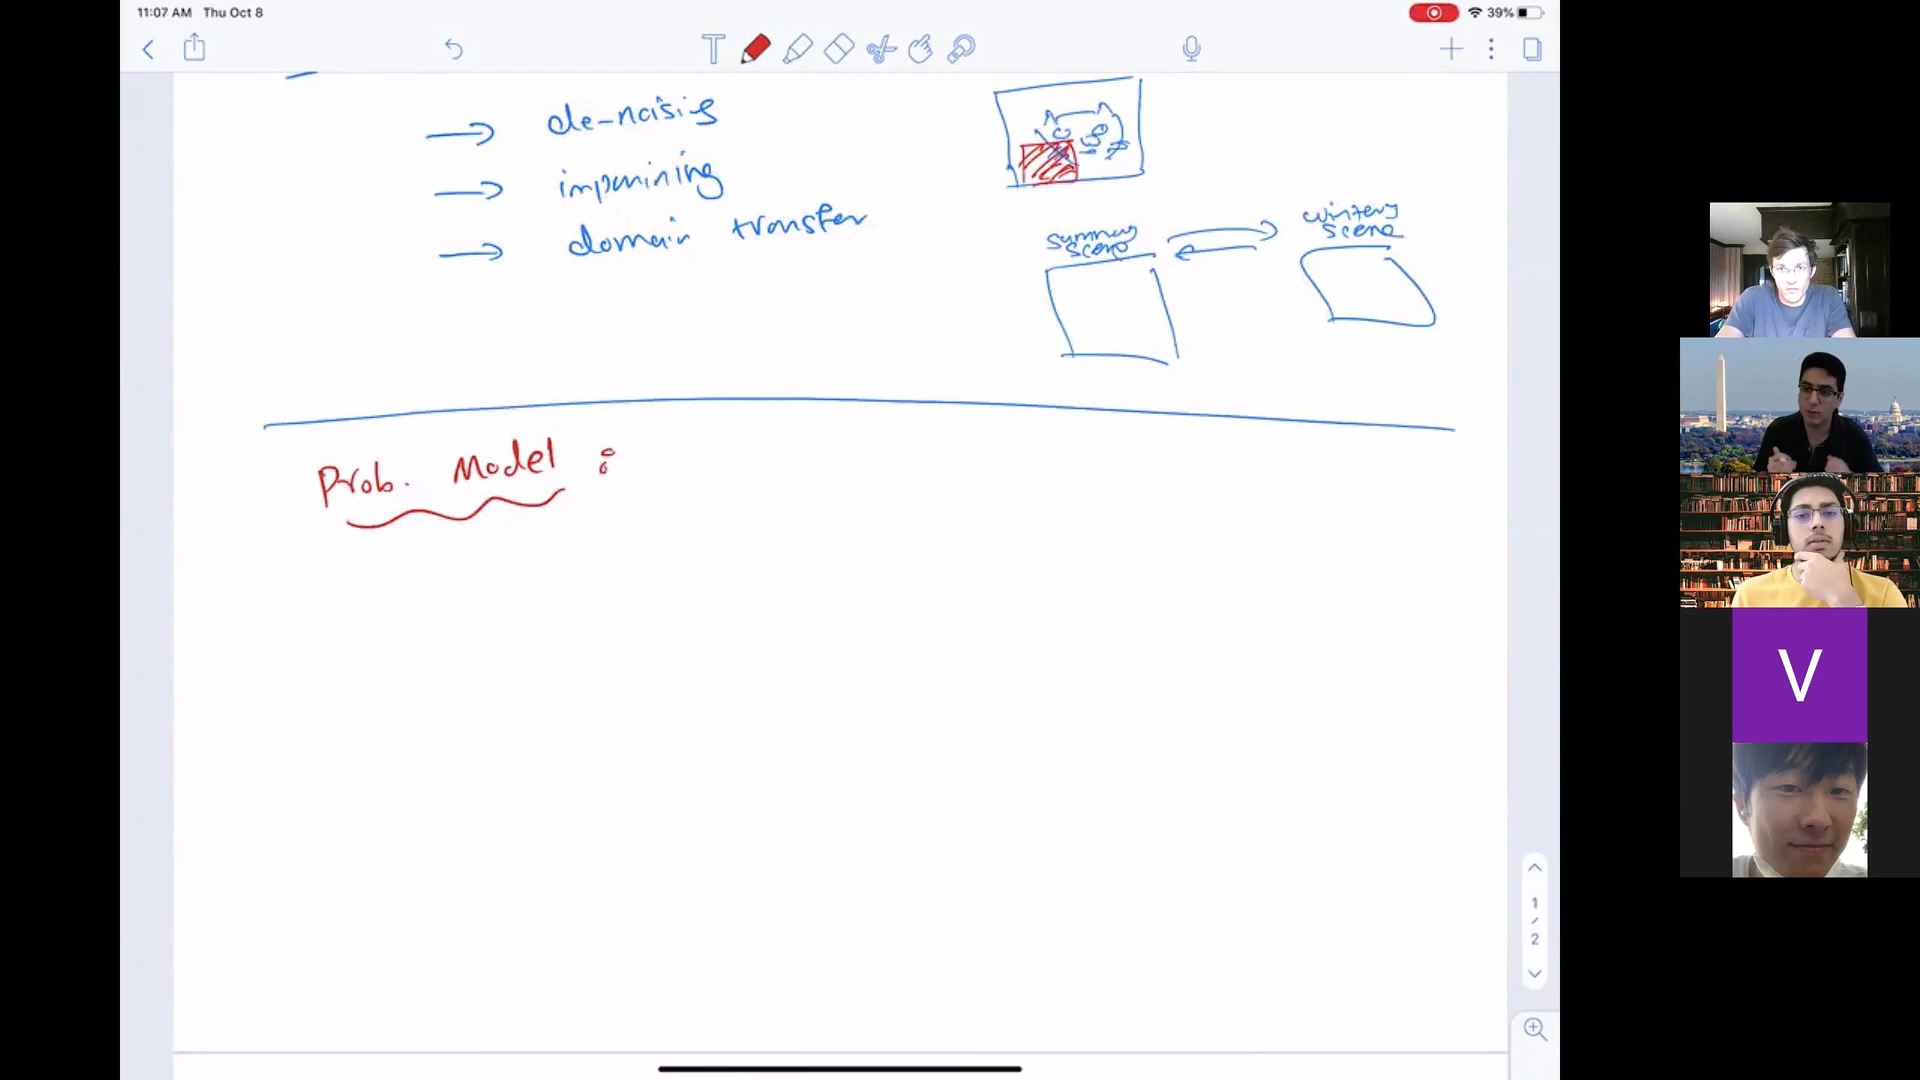 11:07 AM Thu Oct 8
39%
T
→ de-noising
→ impaining
→ domain transfer
summery
scene
wintery
scene
Prob. Model :
V
1
/
2